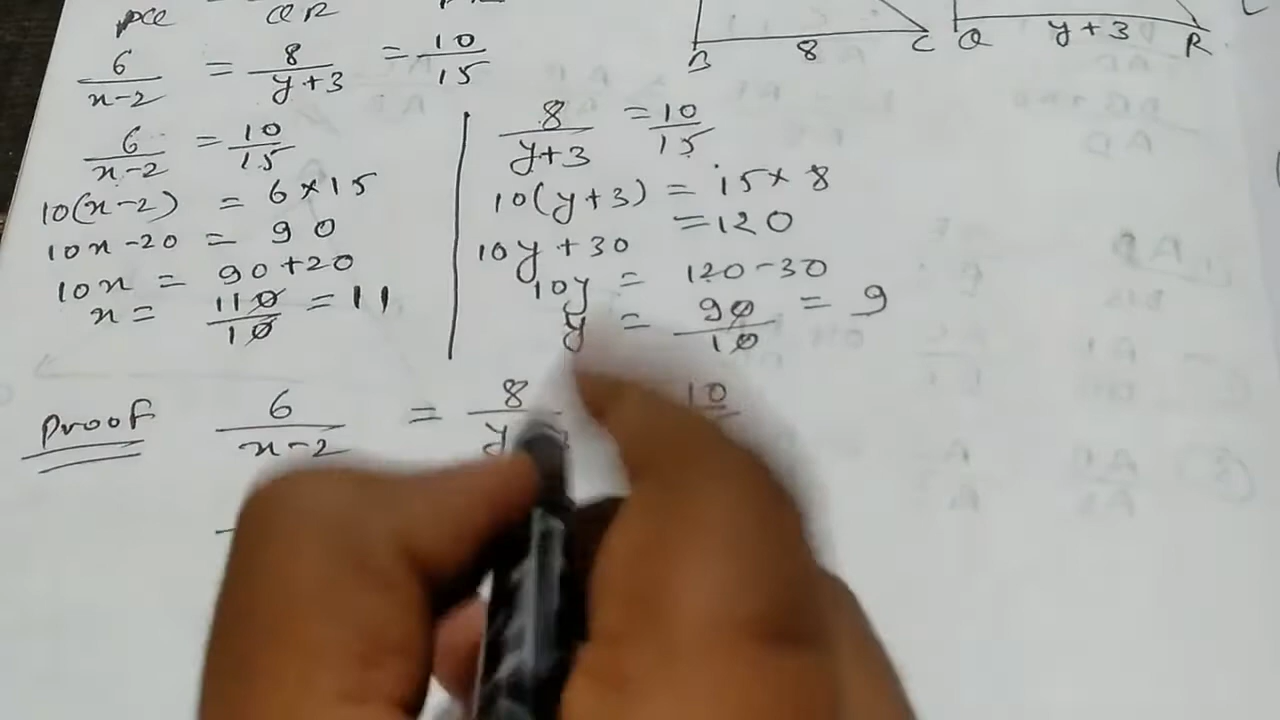 QR
6/x-2 = 8/y+3 = 10/15
6/x-2 = 10/15
10(x-2) = 6×15
10x-20 = 90
10x = 90+20
x = 110/10 = 11
8/y+3 = 10/15
10(y+3) = 15×8
10y+30 = 120
10y = 120-30
y = 90/10 = 9
Proof 6/x-2 = 8/y 10
B 8 C Q y+3 R